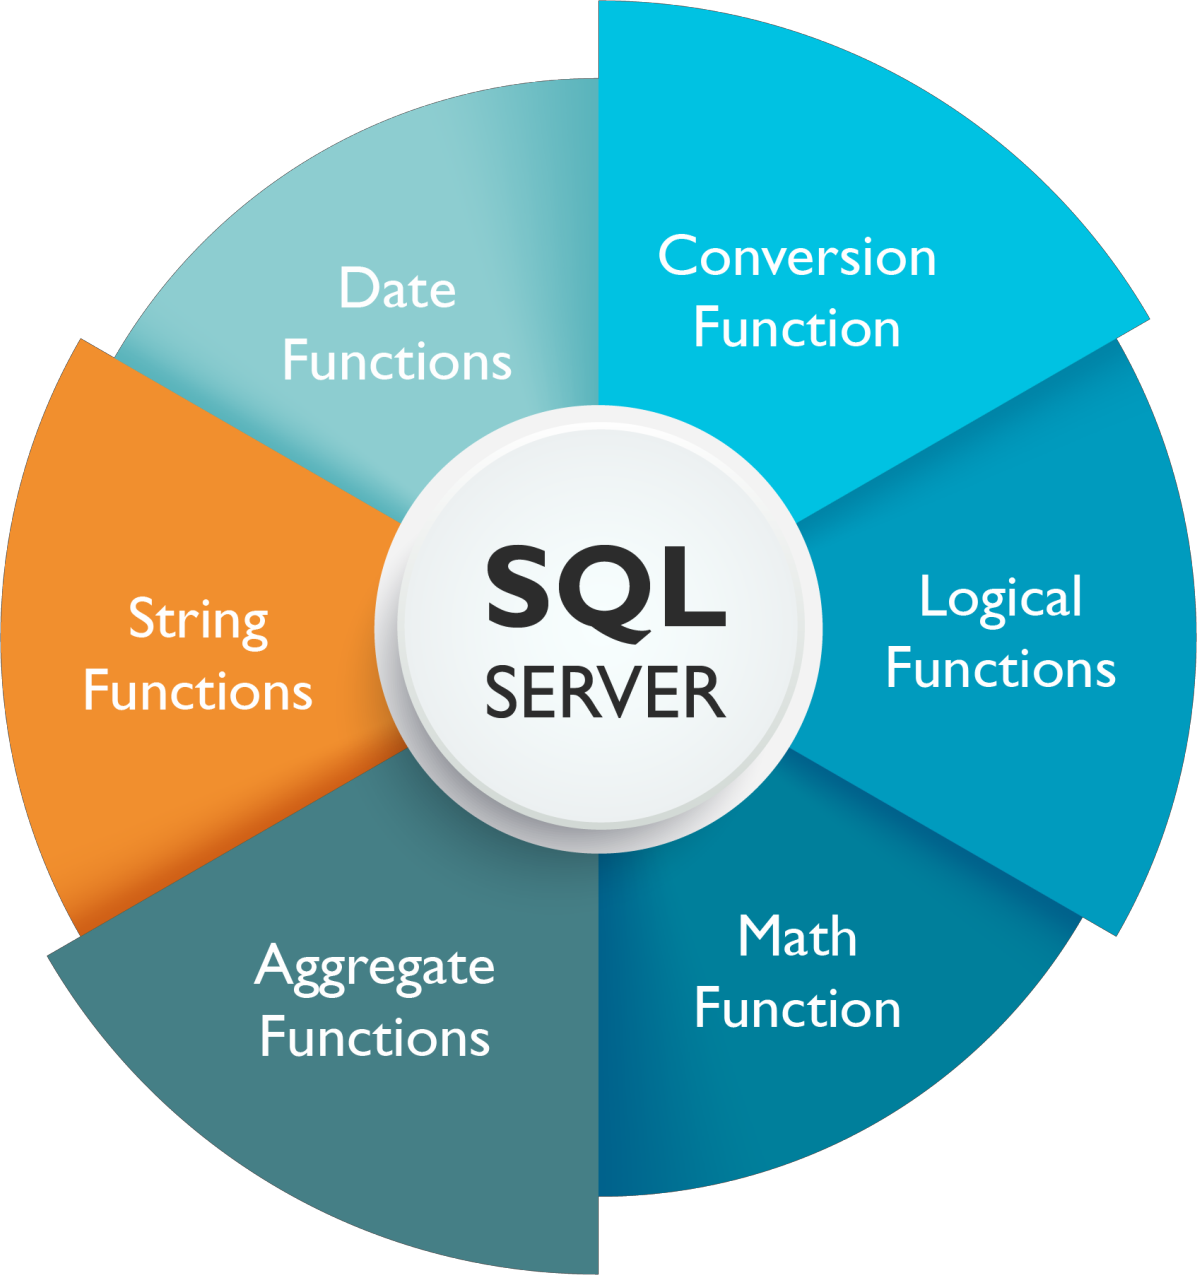 Conversion
Function
Date
Functions
SQL
SERVER
Logical
Functions
String
Functions
Math
Function
Aggregate
Functions